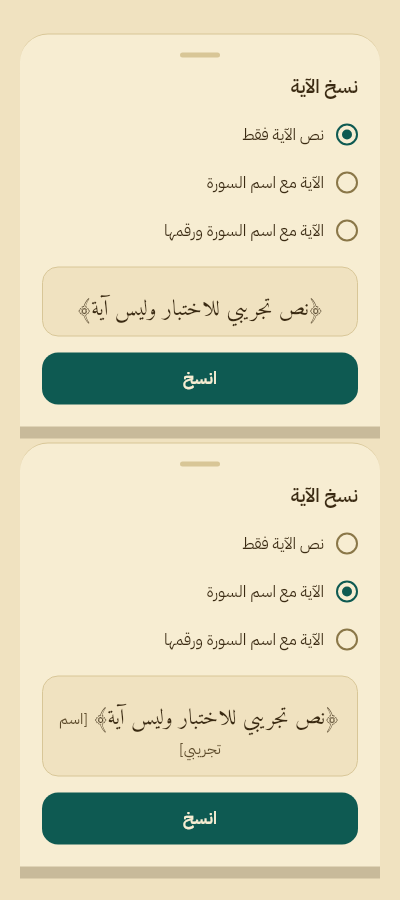 نسخ الآية
نص الآية فقط
الآية مع اسم السورة
الآية مع اسم السورة ورقمها
﴿نص تجريبي للاختبار وليس آية﴾
انسخ
نسخ الآية
نص الآية فقط
الآية مع اسم السورة
الآية مع اسم السورة ورقمها
﴿نص تجريبي للاختبار وليس آية﴾ [اسم
تجريبي]
انسخ